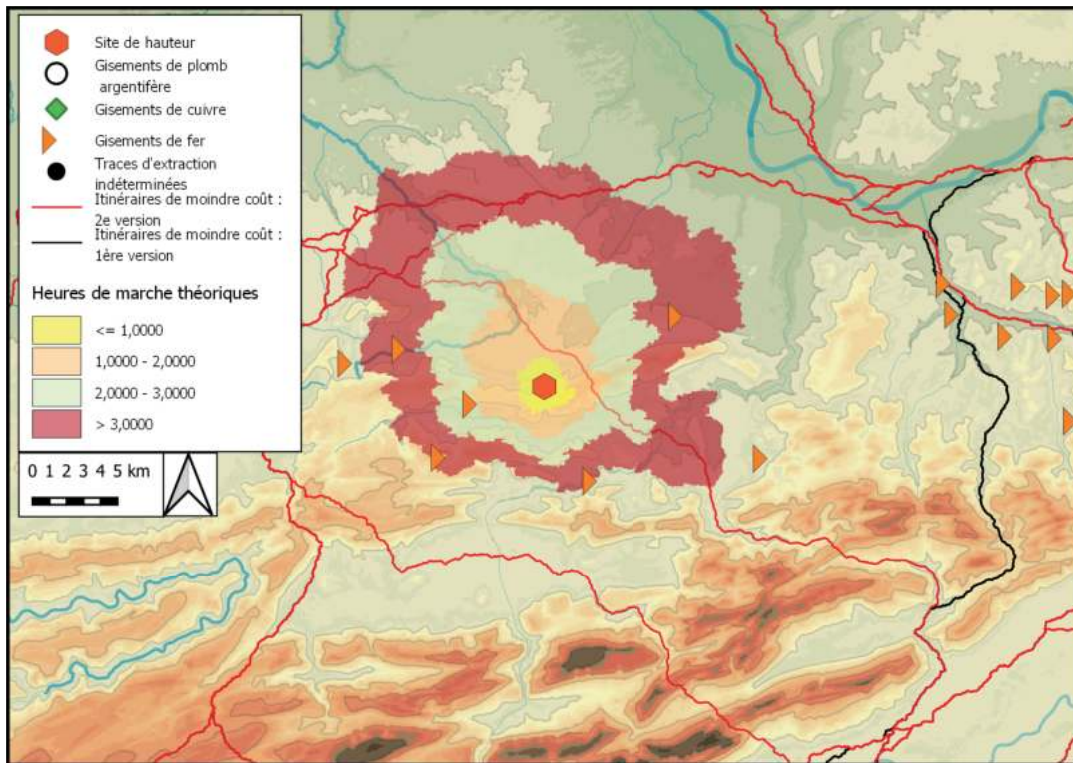 Site de hauteur
Gisements de plomb
argentifère
Gisements de cuivre
Gisements de fer
Traces d'extraction
indéterminées
Itinéraires de moindre coût :
2e version
Itinéraires de moindre coût :
1ère version
Heures de marche théoriques
<= 1,0000
1,0000 - 2,0000
2,0000 - 3,0000
> 3,0000
0 1 2 3 4 5 km